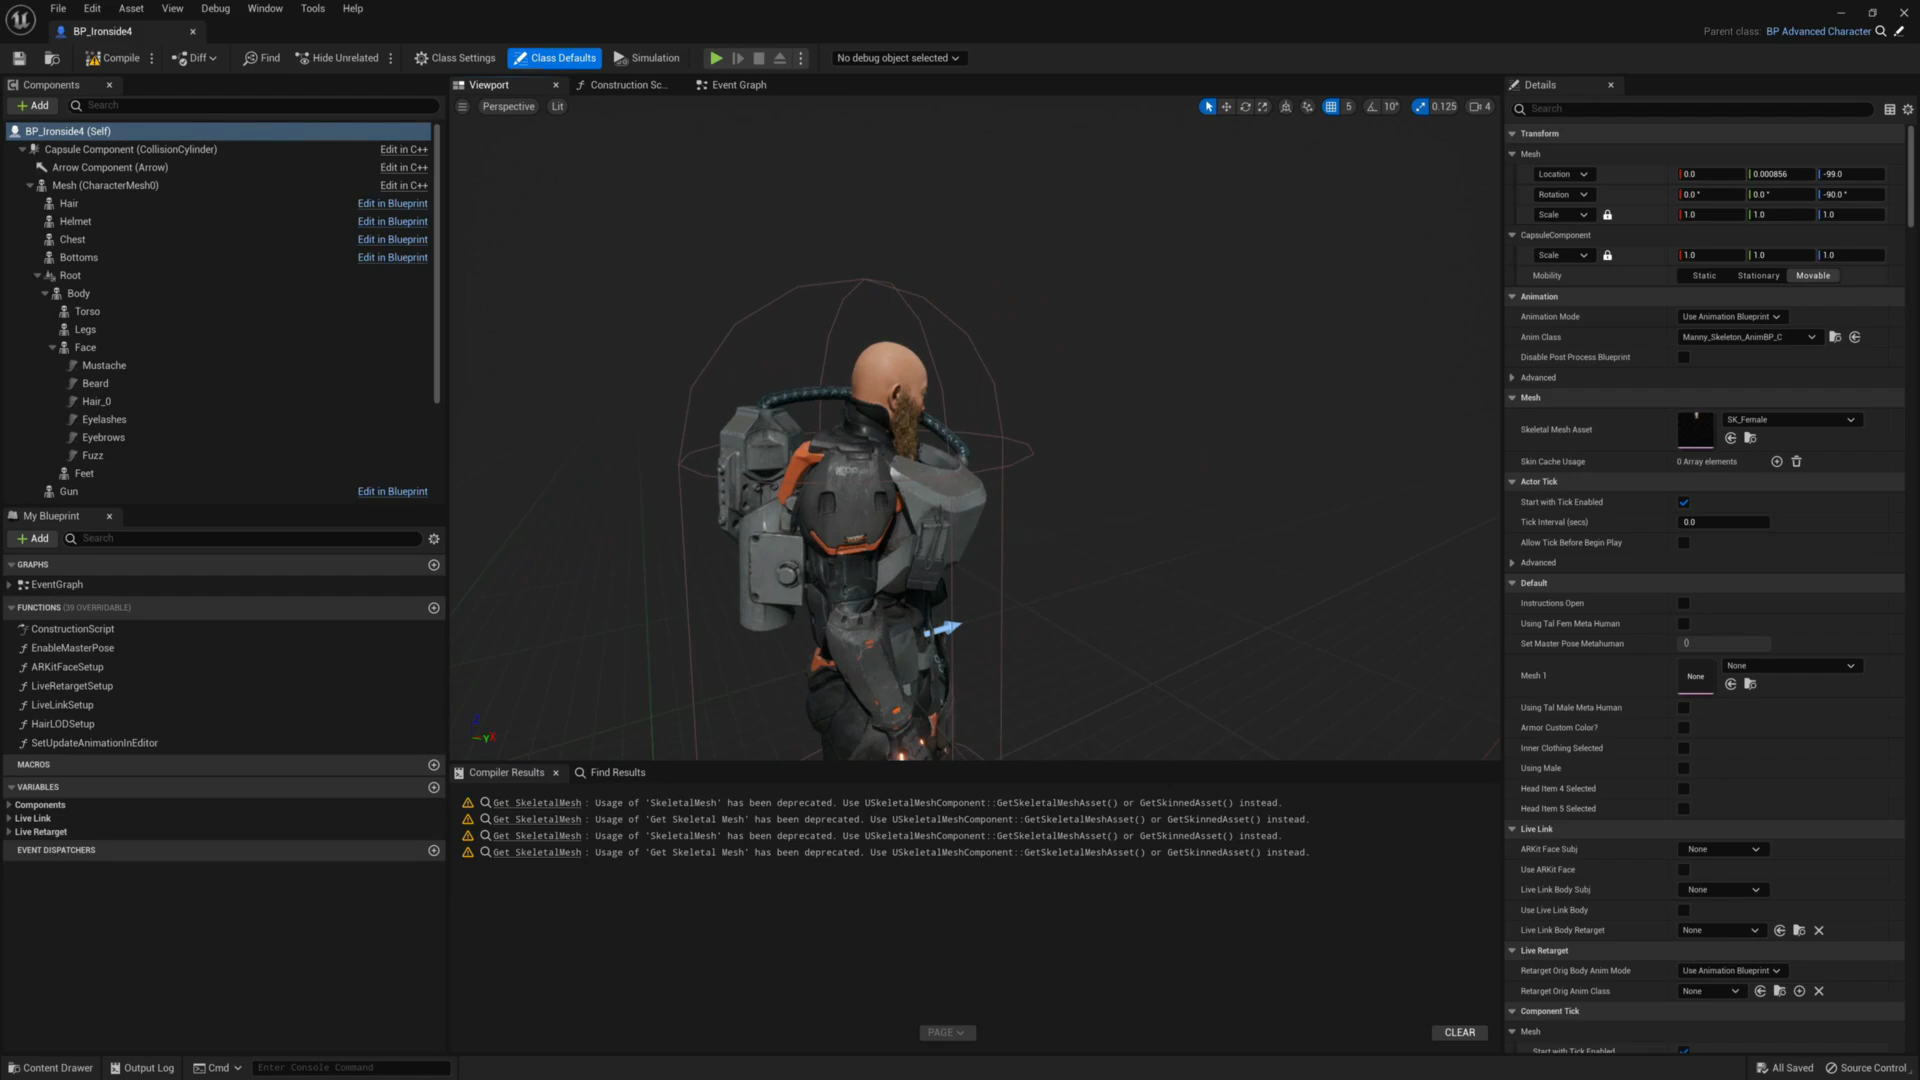 File Edit Asset View Debug Window Tools Help
BP_Ironside4
Parent class: BP Advanced Character
Compile Diff Find Hide Unrelated Class Settings Class Defaults Simulation No debug object selected
Components
Add Search
BP_Ironside4 (Self)
Capsule Component (CollisionCylinder) Edit in C++
Arrow Component (Arrow) Edit in C++
Mesh (CharacterMesh0) Edit in C++
Hair Edit in Blueprint
Helmet Edit in Blueprint
Chest Edit in Blueprint
Bottoms Edit in Blueprint
Root
Body
Torso
Legs
Face
Mustache
Beard
Hair_0
Eyelashes
Eyebrows
Fuzz
Feet
Gun Edit in Blueprint
My Blueprint
Add Search
GRAPHS
EventGraph
FUNCTIONS (39 OVERRIDABLE)
ConstructionScript
EnableMasterPose
ARKitFaceSetup
LiveRetargetSetup
LiveLinkSetup
HairLODSetup
SetUpdateAnimationInEditor
MACROS
VARIABLES
Components
Live Link
Live Retarget
EVENT DISPATCHERS
Viewport Construction Sc... Event Graph
Perspective Lit 5 10° 0.125 4
Z
Y X
Compiler Results Find Results
Get SkeletalMesh : Usage of 'SkeletalMesh' has been deprecated. Use USkeletalMeshComponent::GetSkeletalMeshAsset() or GetSkinnedAsset() instead.
Get SkeletalMesh : Usage of 'Get Skeletal Mesh' has been deprecated. Use USkeletalMeshComponent::GetSkeletalMeshAsset() or GetSkinnedAsset() instead.
Get SkeletalMesh : Usage of 'SkeletalMesh' has been deprecated. Use USkeletalMeshComponent::GetSkeletalMeshAsset() or GetSkinnedAsset() instead.
Get SkeletalMesh : Usage of 'Get Skeletal Mesh' has been deprecated. Use USkeletalMeshComponent::GetSkeletalMeshAsset() or GetSkinnedAsset() instead.
PAGE CLEAR
Details
Search
Transform
Mesh
Location 0.0 0.000856 -99.0
Rotation 0.0 ° 0.0 ° -90.0 °
Scale 1.0 1.0 1.0
CapsuleComponent
Scale 1.0 1.0 1.0
Mobility Static Stationary Movable
Animation
Animation Mode Use Animation Blueprint
Anim Class Manny_Skeleton_AnimBP_C
Disable Post Process Blueprint
Advanced
Mesh
Skeletal Mesh Asset SK_Female
Skin Cache Usage 0 Array elements
Actor Tick
Start with Tick Enabled
Tick Interval (secs) 0.0
Allow Tick Before Begin Play
Advanced
Default
Instructions Open
Using Tal Fem Meta Human
Set Master Pose Metahuman 0
Mesh 1 None None
Using Tal Male Meta Human
Armor Custom Color?
Inner Clothing Selected
Using Male
Head Item 4 Selected
Head Item 5 Selected
Live Link
ARKit Face Subj None
Use ARKit Face
Live Link Body Subj None
Use Live Link Body
Live Link Body Retarget None
Live Retarget
Retarget Orig Body Anim Mode Use Animation Blueprint
Retarget Orig Anim Class None
Component Tick
Mesh
Start with Tick Enabled
Content Drawer Output Log Cmd Enter Console Command All Saved Source Control